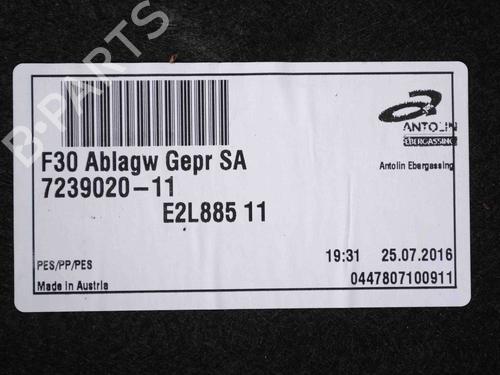 B-PARTS
ANTOLIN
EBERGASSING
Antolin Ebergassing
F30 Ablagw Gepr SA
7239020-11
E2L885 11
19:31 25.07.2016
PES/PP/PES
Made in Austria
0447807100911